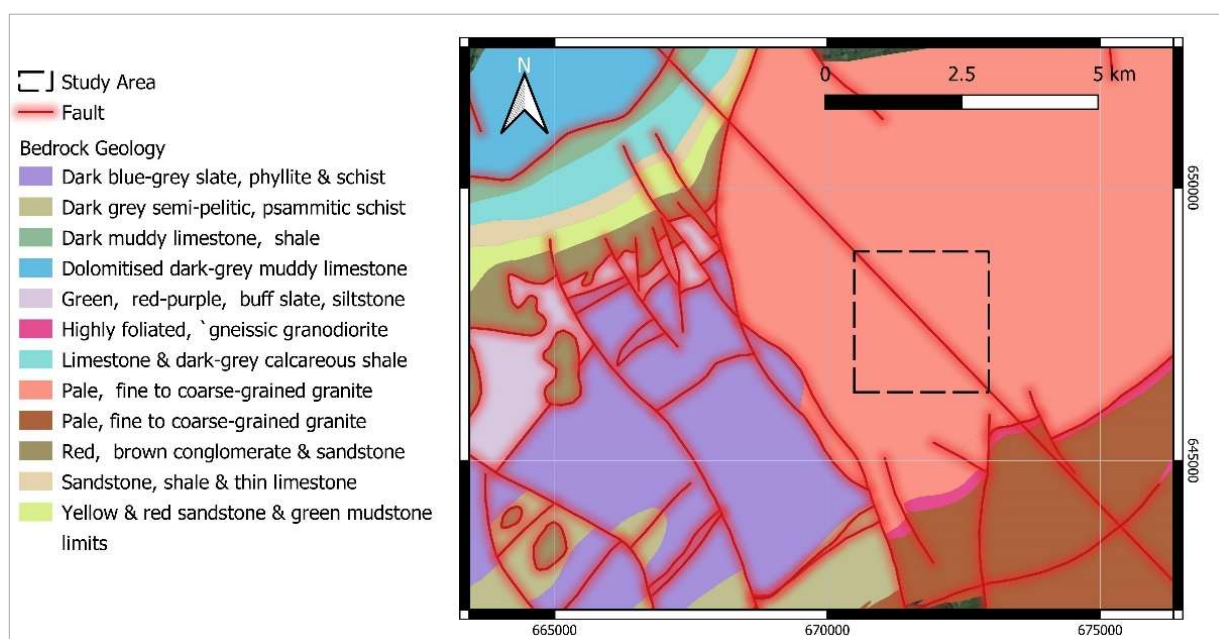 Study Area
Fault
Bedrock Geology
Dark blue-grey slate, phyllite & schist
Dark grey semi-pelitic, psammitic schist
Dark muddy limestone, shale
Dolomitised dark-grey muddy limestone
Green, red-purple, buff slate, siltstone
Highly foliated, `gneissic granodiorite
Limestone & dark-grey calcareous shale
Pale, fine to coarse-grained granite
Pale, fine to coarse-grained granite
Red, brown conglomerate & sandstone
Sandstone, shale & thin limestone
Yellow & red sandstone & green mudstone
limits
N
0 2.5 5 km
650000
645000
665000 670000 675000